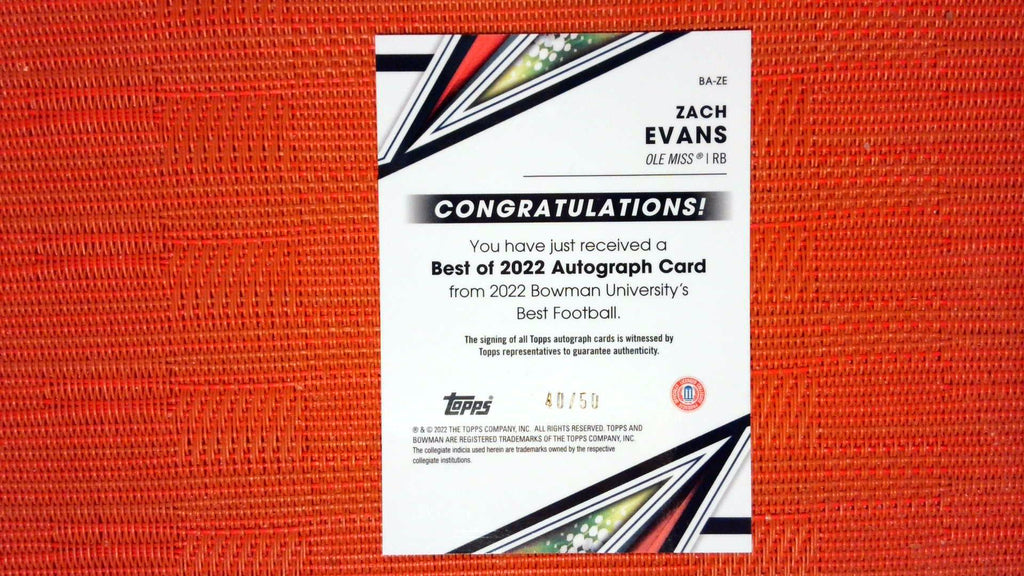 BA-ZE
ZACH
EVANS
OLE MISS® | RB
CONGRATULATIONS!
You have just received a
Best of 2022 Autograph Card
from 2022 Bowman University's
Best Football.
The signing of all Topps autograph cards is witnessed by
Topps representatives to guarantee authenticity.
Topps®
40/50
® & © 2022 THE TOPPS COMPANY, INC. ALL RIGHTS RESERVED. TOPPS AND
BOWMAN ARE REGISTERED TRADEMARKS OF THE TOPPS COMPANY, INC.
The collegiate indicia used herein are trademarks owned by the respective
collegiate institutions.